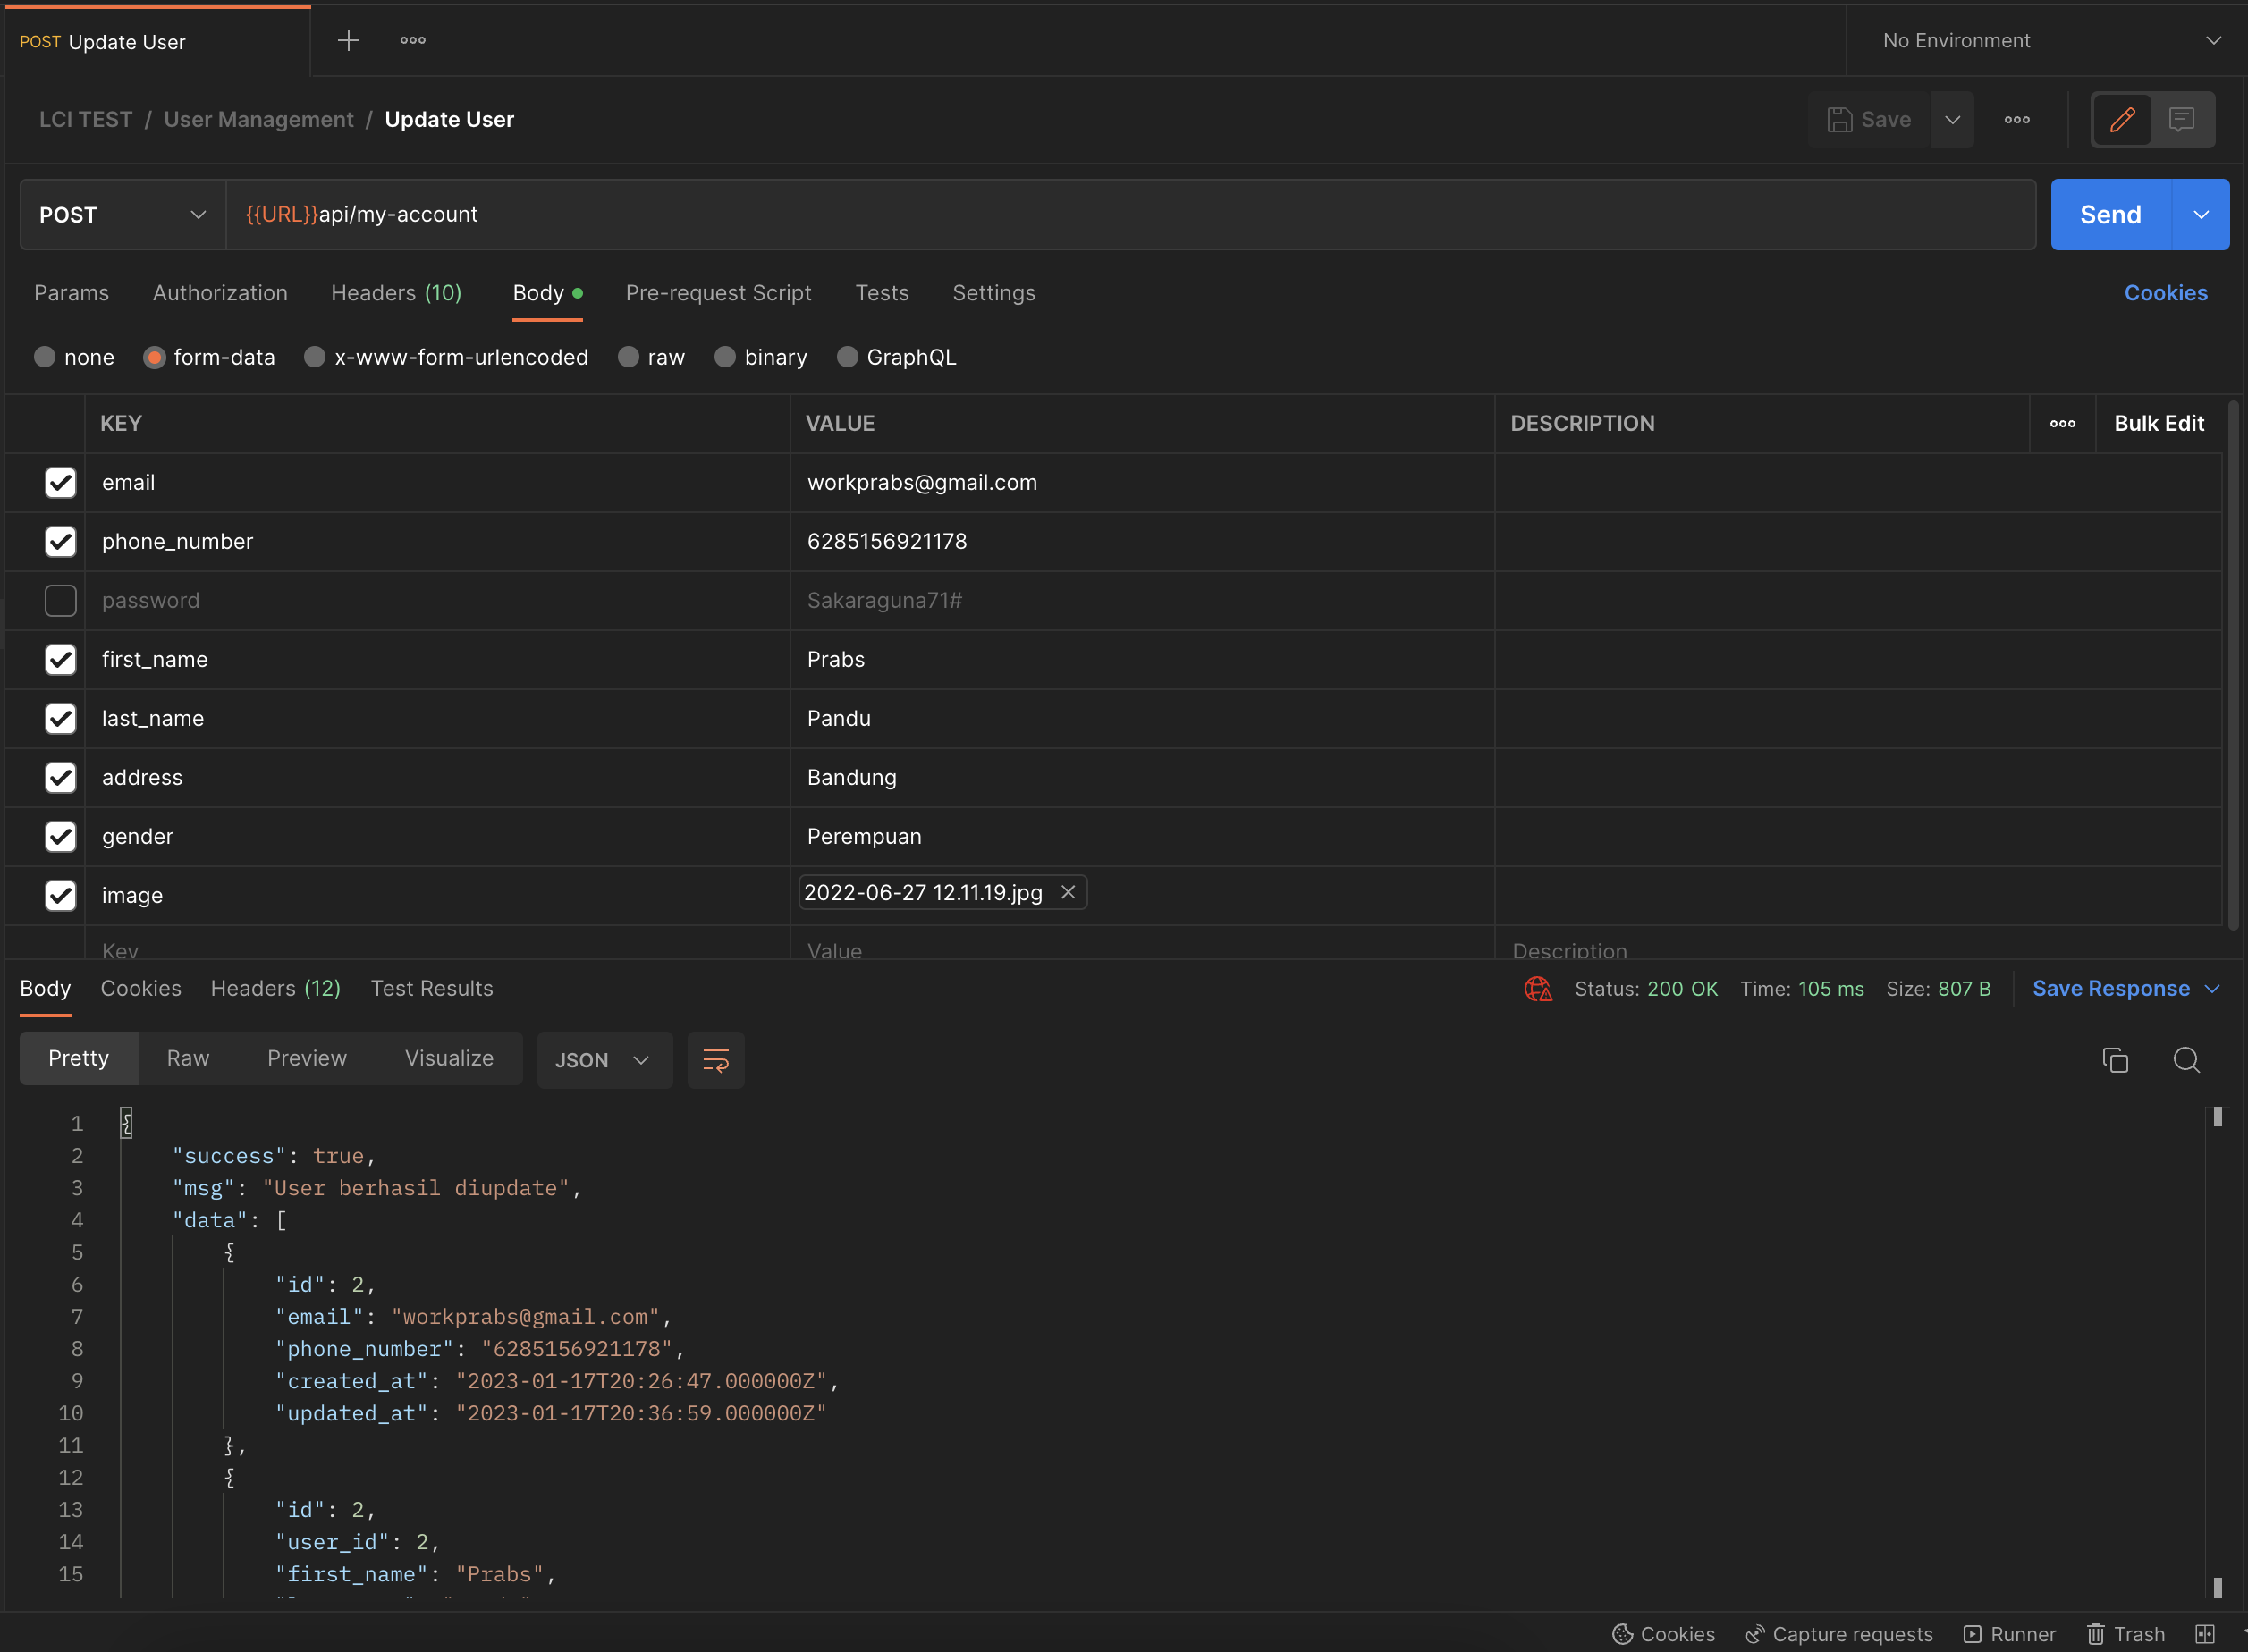 POST Update User
No Environment
LCI TEST / User Management / Update User
Save
POST
{{URL}}api/my-account
Send
Params Authorization Headers (10) Body Pre-request Script Tests Settings Cookies
none form-data x-www-form-urlencoded raw binary GraphQL
KEY VALUE DESCRIPTION Bulk Edit
email workprabs@gmail.com
phone_number 6285156921178
password Sakaraguna71#
first_name Prabs
last_name Pandu
address Bandung
gender Perempuan
image 2022-06-27 12.11.19.jpg
Key Value Description
Body Cookies Headers (12) Test Results Status: 200 OK Time: 105 ms Size: 807 B Save Response
Pretty Raw Preview Visualize JSON
1 {
2 "success": true,
3 "msg": "User berhasil diupdate",
4 "data": [
5 {
6 "id": 2,
7 "email": "workprabs@gmail.com",
8 "phone_number": "6285156921178",
9 "created_at": "2023-01-17T20:26:47.000000Z",
10 "updated_at": "2023-01-17T20:36:59.000000Z"
11 },
12 {
13 "id": 2,
14 "user_id": 2,
15 "first_name": "Prabs",
Cookies Capture requests Runner Trash